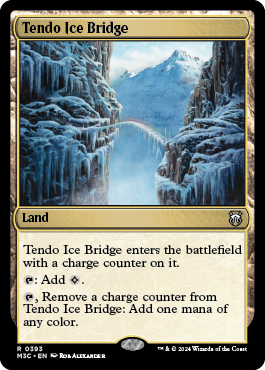 Tendo Ice Bridge
Land
Tendo Ice Bridge enters the battlefield
with a charge counter on it.
: Add .
, Remove a charge counter from
Tendo Ice Bridge: Add one mana of
any color.
R 0393
M3C • EN Rob Alexander
™ & © 2024 Wizards of the Coast